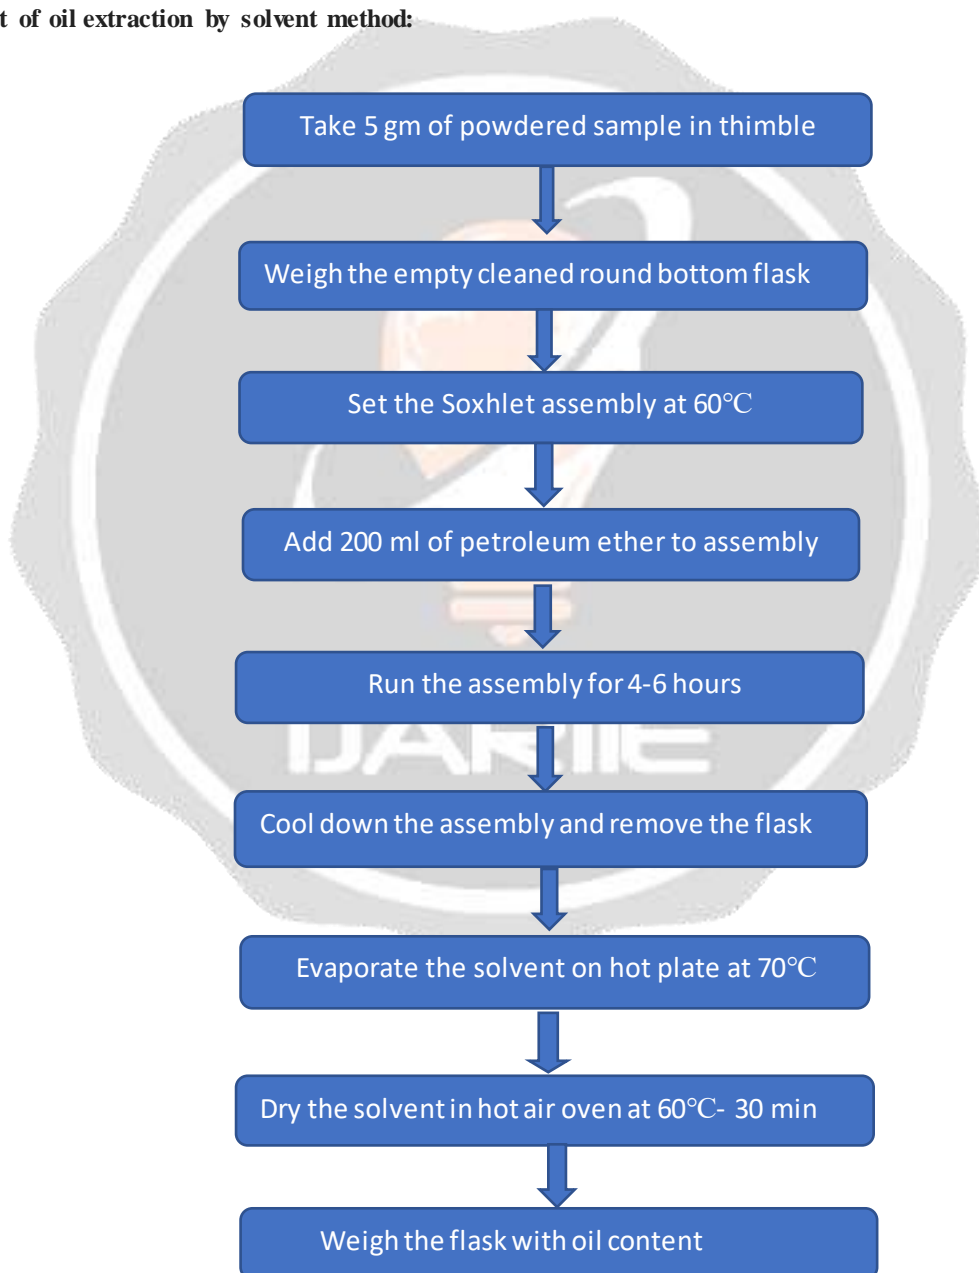 t of oil extraction by solvent method:
Take 5 gm of powdered sample in thimble
Weigh the empty cleaned round bottom flask
Set the Soxhlet assembly at 60℃
Add 200 ml of petroleum ether to assembly
Run the assembly for 4-6 hours
IJARIIE
Cool down the assembly and remove the flask
Evaporate the solvent on hot plate at 70℃
Dry the solvent in hot air oven at 60℃- 30 min
Weigh the flask with oil content